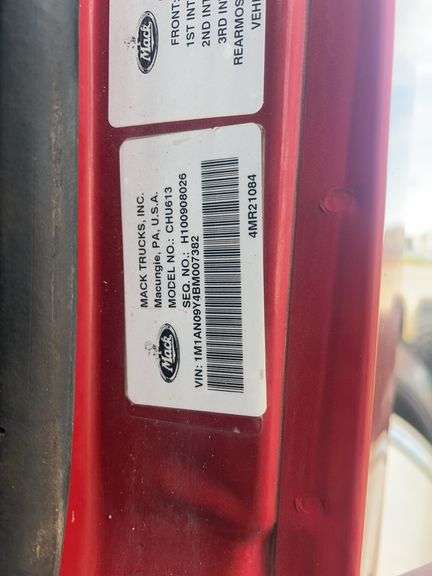 Mack
FRONT:
1ST INT
2ND INT
3RD INT
REARMOS
VEHI
Mack
MACK TRUCKS, INC.
Macungie, PA, U.S.A.
MODEL NO.: CHU613
SEQ. NO.: H100908026
VIN: 1M1AN09Y4BM007382
4MR21084